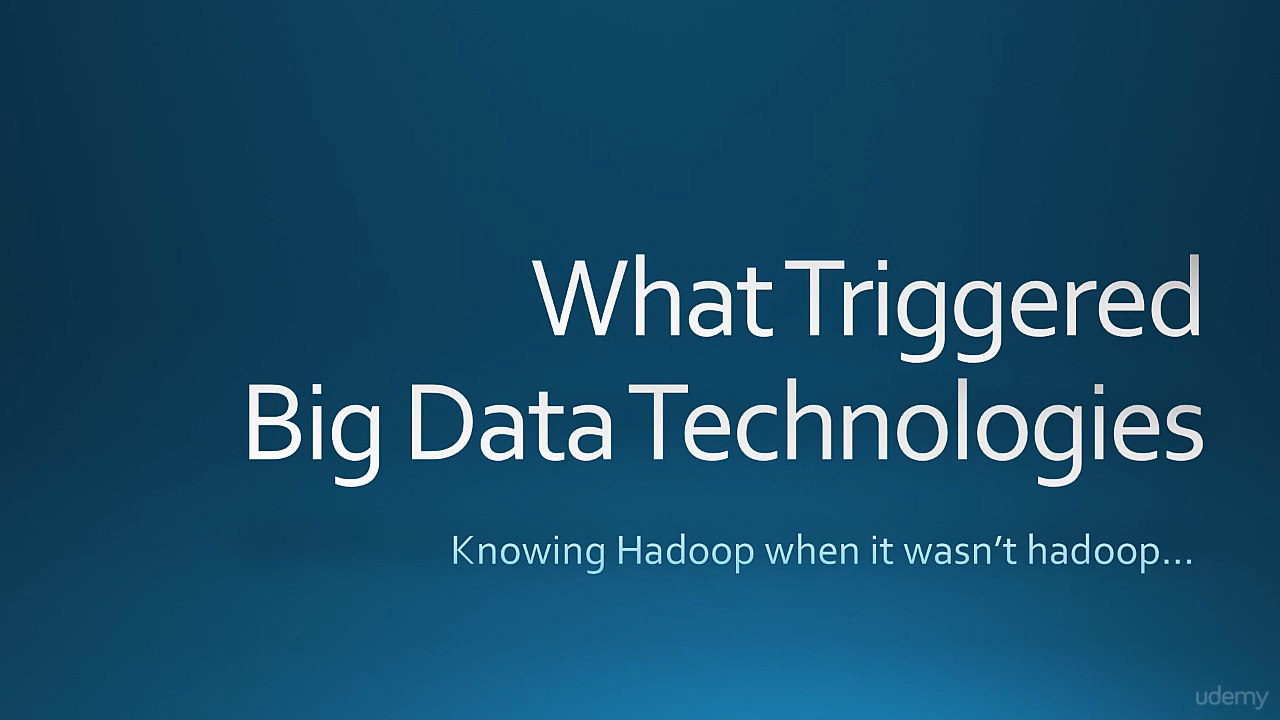 What Triggered
Big Data Technologies
Knowing Hadoop when it wasn’t hadoop…
udemy